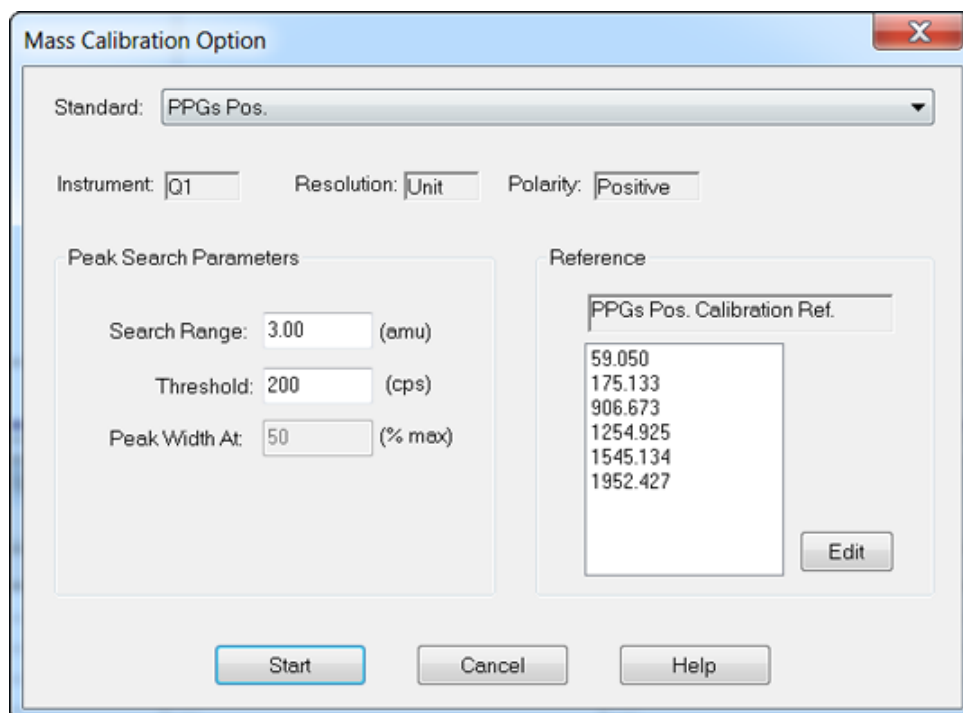 Mass Calibration Option
Standard: PPGs Pos.
Instrument: Q1 Resolution: Unit Polarity: Positive
Peak Search Parameters
Search Range: 3.00 (amu)
Threshold: 200 (cps)
Peak Width At: 50 (% max)
Reference
PPGs Pos. Calibration Ref.
59.050
175.133
906.673
1254.925
1545.134
1952.427
Edit
Start Cancel Help